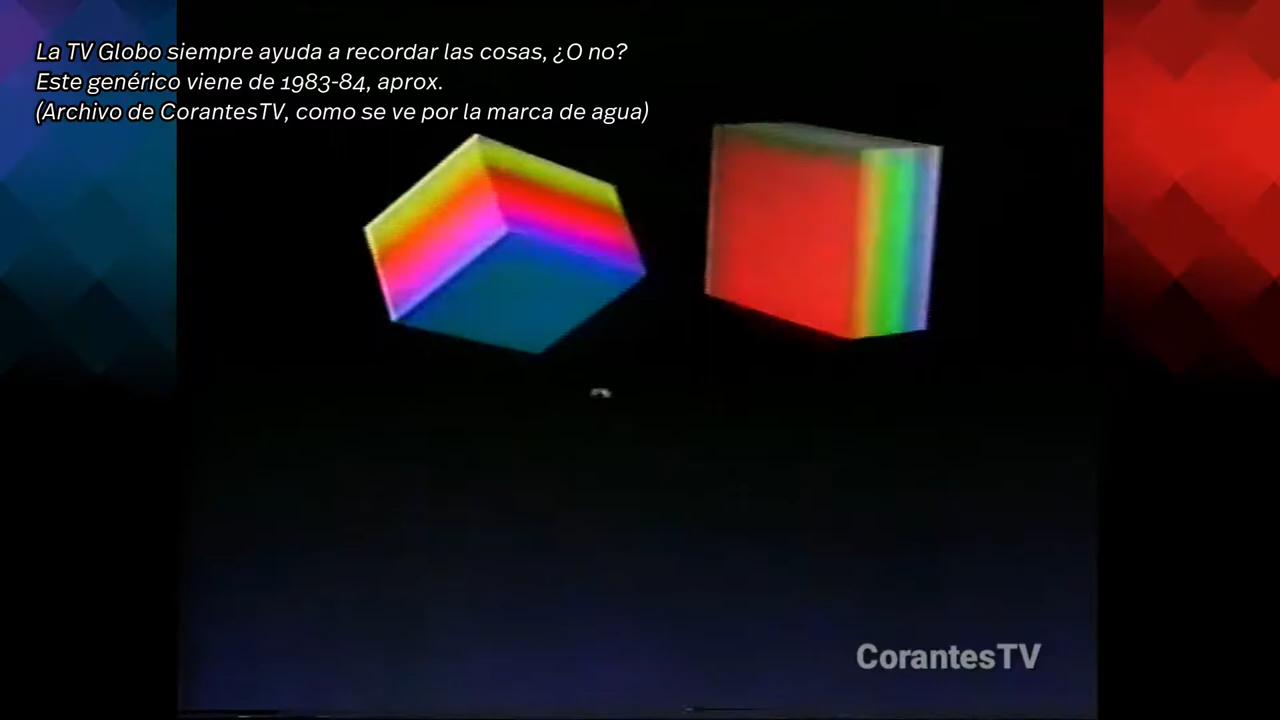 La TV Globo siempre ayuda a recordar las cosas, ¿O no?
Este genérico viene de 1983-84, aprox.
(Archivo de CorantesTV, como se ve por la marca de agua)
CorantesTV